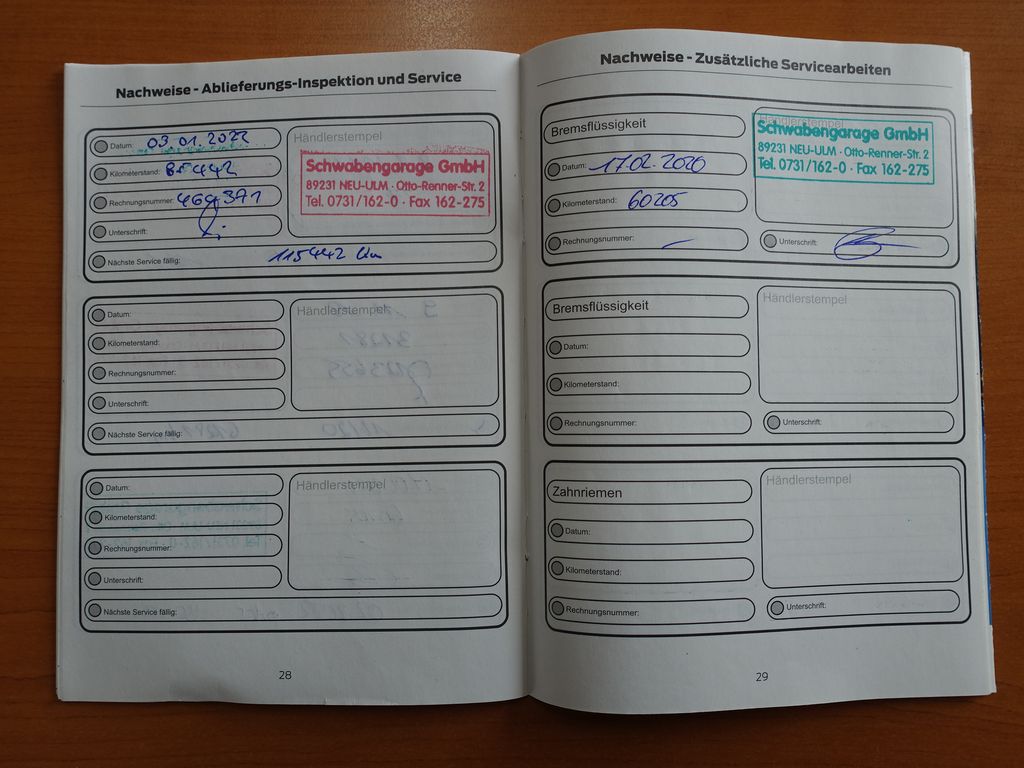 Nachweise - Ablieferungs-Inspektion und Service
Datum: 03.01.2022
Kilometerstand: 85442
Rechnungsnummer:
Unterschrift:
Nächste Service fällig: 115442 km
Händlerstempel
Schwabengarage GmbH
89231 NEU-ULM · Otto-Renner-Str. 2
Tel. 0731/162-0 · Fax 162-275
Datum:
Kilometerstand:
Rechnungsnummer:
Unterschrift:
Nächste Service fällig:
Händlerstempel
Datum:
Kilometerstand:
Rechnungsnummer:
Unterschrift:
Nächste Service fällig:
Händlerstempel
28
Nachweise - Zusätzliche Servicearbeiten
Bremsflüssigkeit
Datum: 17.02.2020
Kilometerstand: 60205
Rechnungsnummer: –
Händlerstempel
Schwabengarage GmbH
89231 NEU-ULM · Otto-Renner-Str. 2
Tel. 0731/162-0 · Fax 162-275
Unterschrift:
Bremsflüssigkeit
Datum:
Kilometerstand:
Rechnungsnummer:
Händlerstempel
Unterschrift:
Zahnriemen
Datum:
Kilometerstand:
Rechnungsnummer:
Händlerstempel
Unterschrift:
29